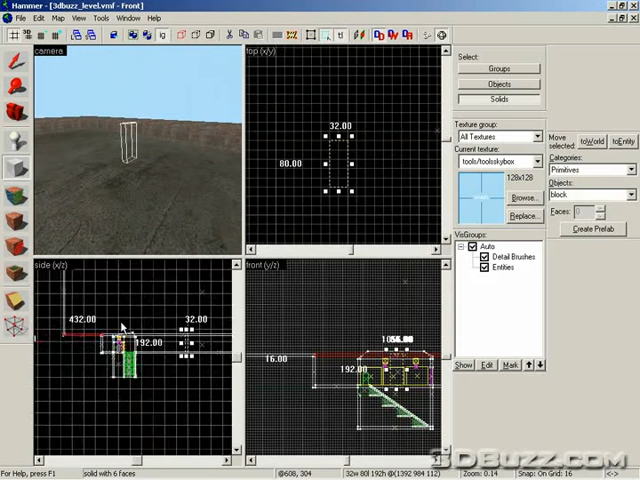 Hammer - [3dbuzz_level.vmf - Front]
File Edit Map View Tools Window Help
camera
top (x/y)
32.00
80.00
side (x/z)
432.00
192.00
32.00
front (y/z)
16.00
192.00
Select:
Groups
Objects
Solids
Texture group:
All Textures
Current texture:
tools/toolsskybox
128x128
Browse...
Replace...
Move selected:
toWorld
toEntity
Categories:
Primitives
Objects:
block
Faces: 0
Create Prefab
VisGroups:
Auto
Detail Brushes
Entities
Show
Edit
Mark
3DBuzz.com
For Help, press F1
solid with 6 faces
@608, 304
32w 80l 192h @(1392 984 112)
Zoom: 0.14
Snap: On Grid: 16
<->